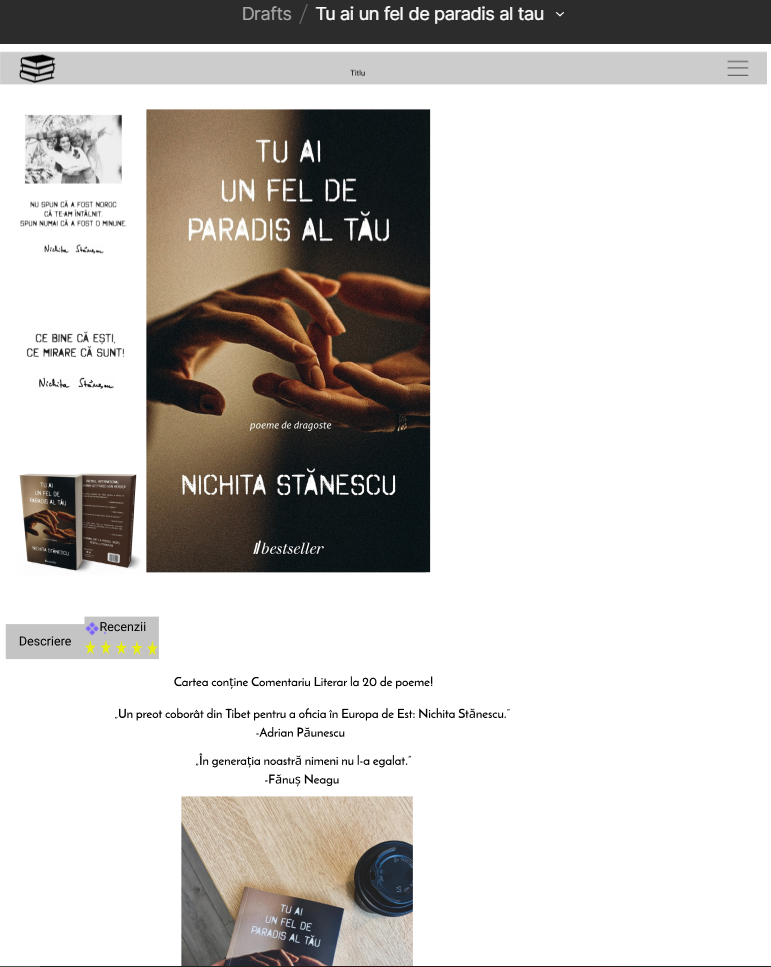 Drafts / Tu ai un fel de paradis al tau
Titlu
NU SPUN CĂ A FOST NOROC
CĂ TE-AM ÎNTÂLNIT.
SPUN NUMAI CĂ A FOST O MINUNE.
Nichita Stănescu
CE BINE CĂ EȘTI,
CE MIRARE CĂ SUNT!
Nichita Stănescu
TU AI
UN FEL DE
PARADIS AL TĂU
NICHITA STĂNESCU
TU AI
UN FEL DE
PARADIS AL TĂU
poeme de dragoste
NICHITA STĂNESCU
bestseller
Descriere
Recenzii
Cartea conține Comentariu Literar la 20 de poeme!
„Un preot coborât din Tibet pentru a oficia în Europa de Est: Nichita Stănescu.”
-Adrian Păunescu
„În generația noastră nimeni nu l-a egalat.”
-Fănuș Neagu
TU AI
UN FEL DE
PARADIS AL TĂU